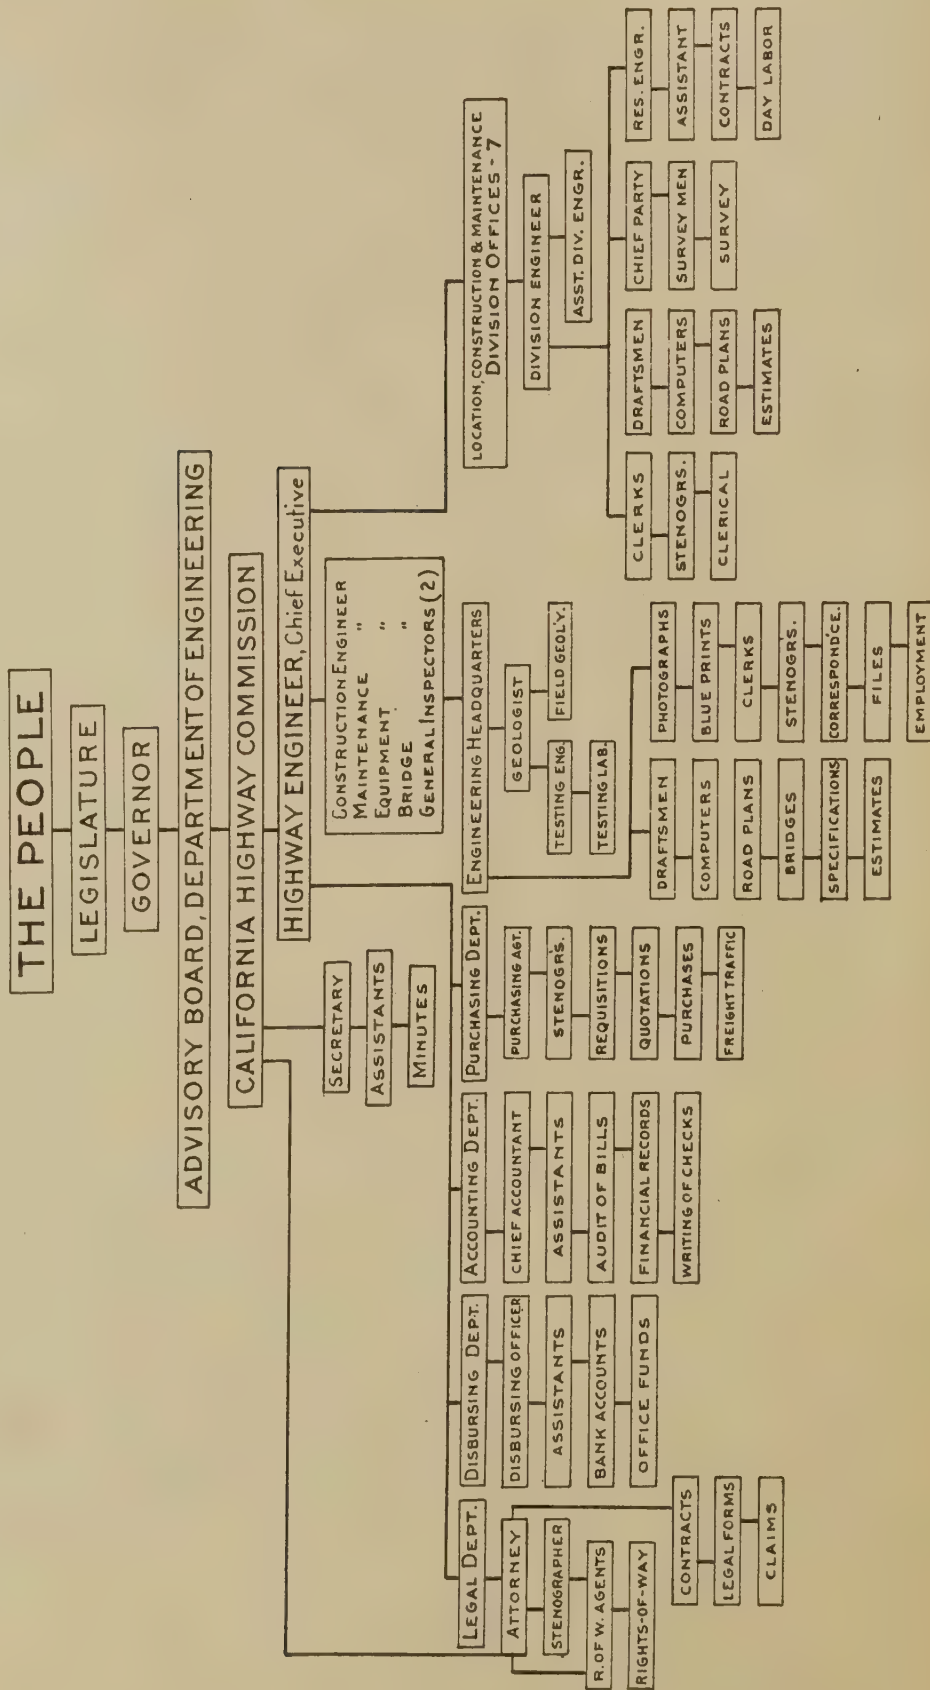 THE PEOPLE
LEGISLATURE
GOVERNOR
ADVISORY BOARD, DEPARTMENT OF ENGINEERING
CALIFORNIA HIGHWAY COMMISSION
HIGHWAY ENGINEER, Chief Executive
SECRETARY
ASSISTANTS
MINUTES
CONSTRUCTION ENGINEER
MAINTENANCE "
EQUIPMENT "
BRIDGE "
GENERAL INSPECTORS (2)
LEGAL DEPT.
ATTORNEY
STENOGRAPHER
R. OF W. AGENTS
RIGHTS-OF-WAY
CONTRACTS
LEGAL FORMS
CLAIMS
DISBURSING DEPT.
DISBURSING OFFICER
ASSISTANTS
BANK ACCOUNTS
OFFICE FUNDS
ACCOUNTING DEPT.
CHIEF ACCOUNTANT
ASSISTANTS
AUDIT OF BILLS
FINANCIAL RECORDS
WRITING OF CHECKS
PURCHASING DEPT.
PURCHASING AGT.
STENOGR'S.
REQUISITIONS
QUOTATIONS
PURCHASES
FREIGHT TRAFFIC
ENGINEERING HEADQUARTERS
GEOLOGIST
TESTING ENG.
TESTING LAB.
FIELD GEOL'Y.
DRAFTSMEN
COMPUTERS
ROAD PLANS
BRIDGES
SPECIFICATIONS
ESTIMATES
PHOTOGRAPHS
BLUE PRINTS
CLERKS
STENOGR'S.
CORRESPOND'CE.
FILES
EMPLOYMENT
LOCATION, CONSTRUCTION & MAINTENANCE
DIVISION OFFICES - 7
DIVISION ENGINEER
ASST. DIV. ENGR.
CLERKS
STENOGRS.
CLERICAL
DRAFTSMEN
COMPUTERS
ROAD PLANS
ESTIMATES
CHIEF PARTY
SURVEY MEN
SURVEY
RES. ENGR.
ASSISTANT
CONTRACTS
DAY LABOR